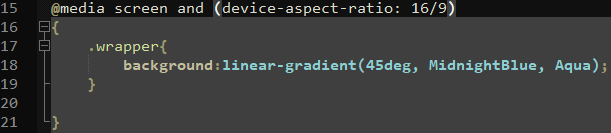 15 @media screen and (device-aspect-ratio: 16/9)
16 {
17 .wrapper{
18 background:linear-gradient(45deg, MidnightBlue, Aqua);
19 }
20
21 }